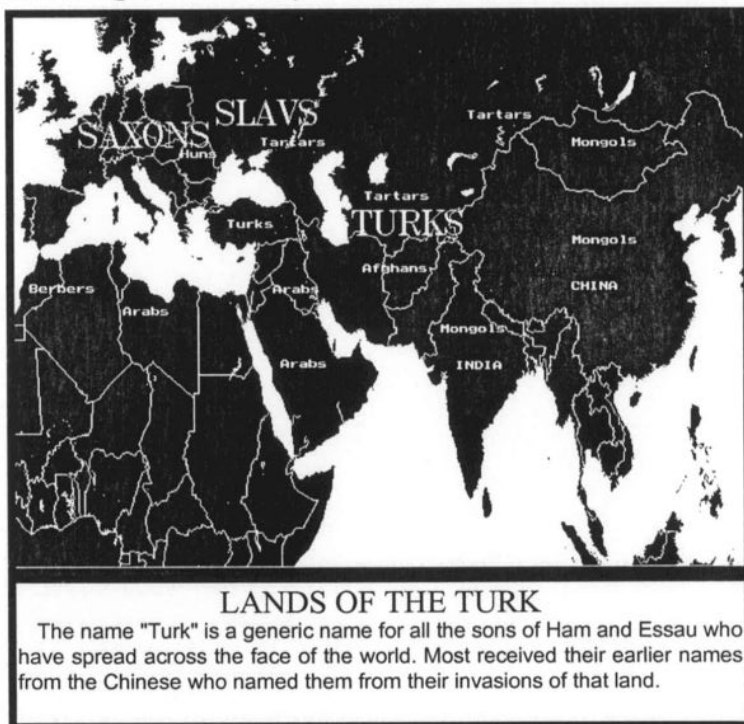 SLAVS
Tartars
SAXONS
Tartars
Mongols
Huns
Tartars
Turks
TURKS
Mongols
Afghans
Berbers
Arabs
CHINA
Arabs
Mongols
Arabs
INDIA
LANDS OF THE TURK
The name "Turk" is a generic name for all the sons of Ham and Essau who
have spread across the face of the world. Most received their earlier names
from the Chinese who named them from their invasions of that land.